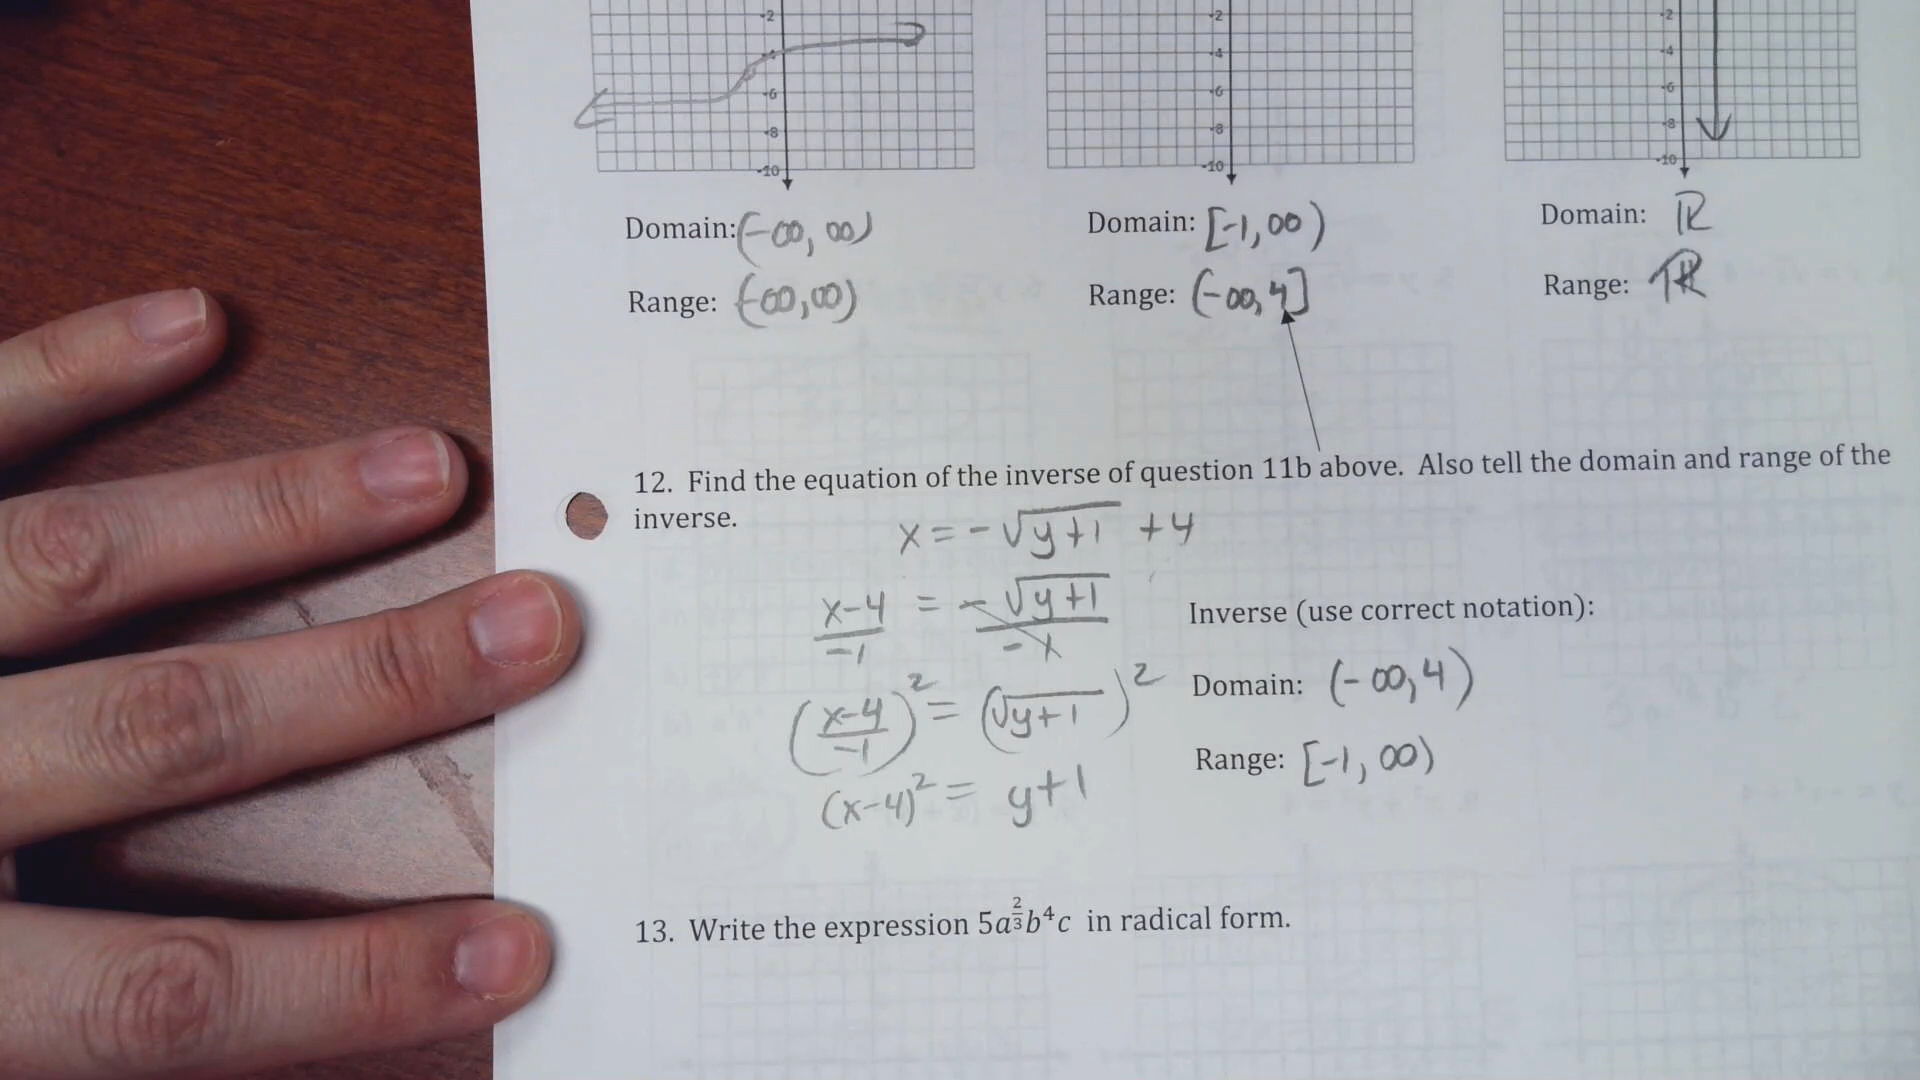 -2 -2 -2
-4 -4 -4
-6 -6 -6
-8 -8 -8
-10 -10 -10
Domain: (-∞, ∞) Domain: [-1, ∞) Domain: ℝ
Range: (-∞, ∞) Range: (-∞, 4] Range: ℝ
12. Find the equation of the inverse of question 11b above. Also tell the domain and range of the
inverse.
x = -√(y+1) + 4
(x-4)/(-1) = -√(y+1)/(-1)
Inverse (use correct notation):
((x-4)/(-1))² = (√(y+1))²
Domain: (-∞, 4)
(x-4)² = y+1
Range: [-1, ∞)
13. Write the expression 5a^(2/3)b⁴c in radical form.